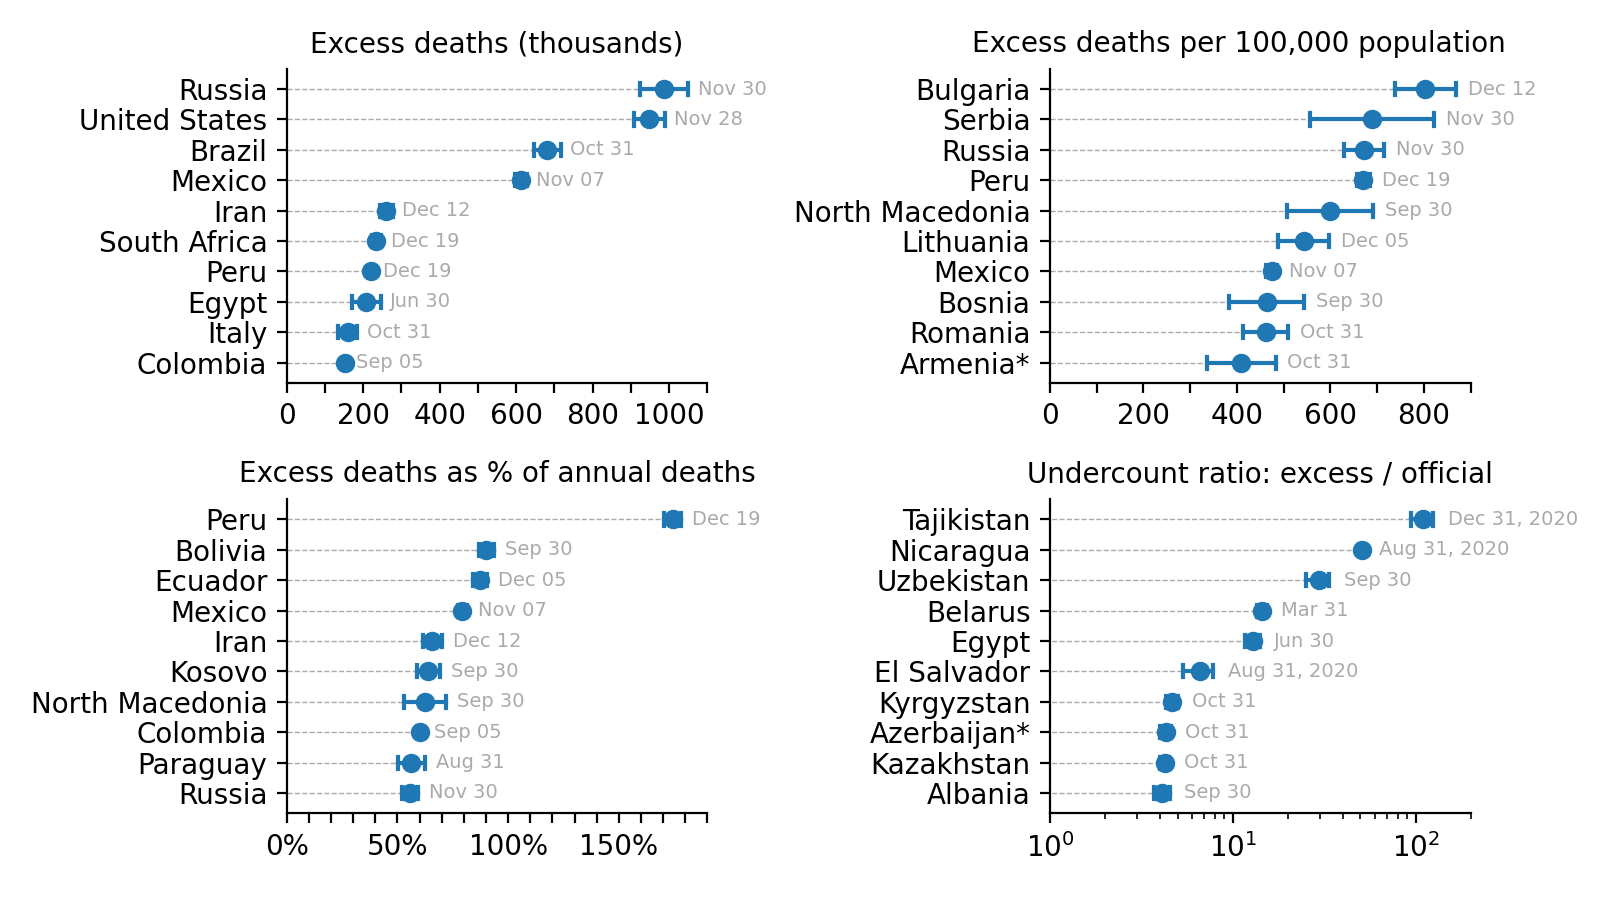 Excess deaths (thousands)
Russia Nov 30
United States Nov 28
Brazil Oct 31
Mexico Nov 07
Iran Dec 12
South Africa Dec 19
Peru Dec 19
Egypt Jun 30
Italy Oct 31
Colombia Sep 05
0 200 400 600 800 1000
Excess deaths per 100,000 population
Bulgaria Dec 12
Serbia Nov 30
Russia Nov 30
Peru Dec 19
North Macedonia Sep 30
Lithuania Dec 05
Mexico Nov 07
Bosnia Sep 30
Romania Oct 31
Armenia* Oct 31
0 200 400 600 800
Excess deaths as % of annual deaths
Peru Dec 19
Bolivia Sep 30
Ecuador Dec 05
Mexico Nov 07
Iran Dec 12
Kosovo Sep 30
North Macedonia Sep 30
Colombia Sep 05
Paraguay Aug 31
Russia Nov 30
0% 50% 100% 150%
Undercount ratio: excess / official
Tajikistan Dec 31, 2020
Nicaragua Aug 31, 2020
Uzbekistan Sep 30
Belarus Mar 31
Egypt Jun 30
El Salvador Aug 31, 2020
Kyrgyzstan Oct 31
Azerbaijan* Oct 31
Kazakhstan Oct 31
Albania Sep 30
10⁰ 10¹ 10²